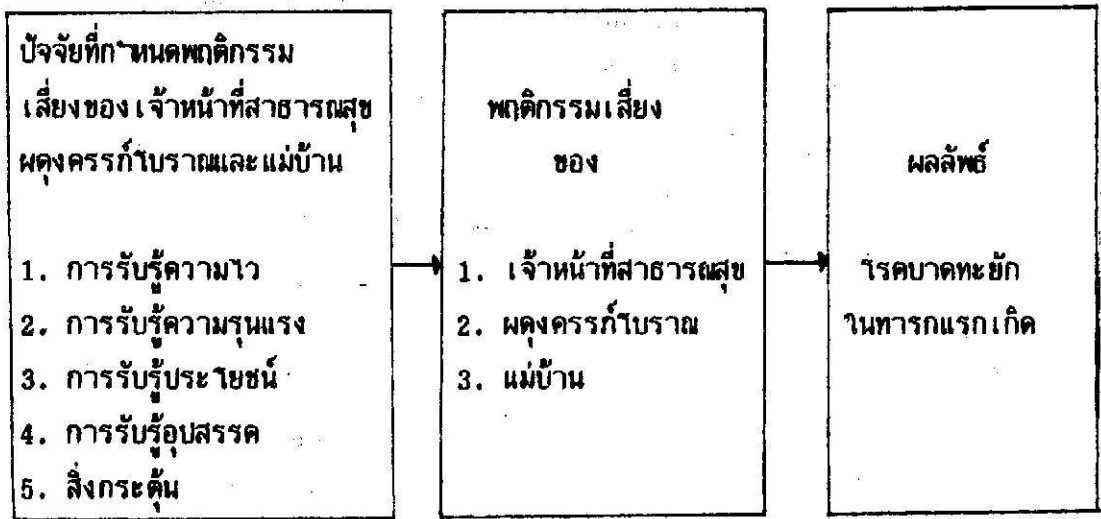 ปัจจัยที่กำหนดพฤติกรรม
เสี่ยงของเจ้าหน้าที่สาธารณสุข
ผดุงครรภ์โบราณและแม่บ้าน
1. การรับรู้ความไว
2. การรับรู้ความรุนแรง
3. การรับรู้ประโยชน์
4. การรับรู้อุปสรรค
5. สิ่งกระตุ้น
พฤติกรรมเสี่ยง
ของ
1. เจ้าหน้าที่สาธารณสุข
2. ผดุงครรภ์โบราณ
3. แม่บ้าน
ผลลัพธ์
โรคบาดทะยัก
ในทารกแรกเกิด